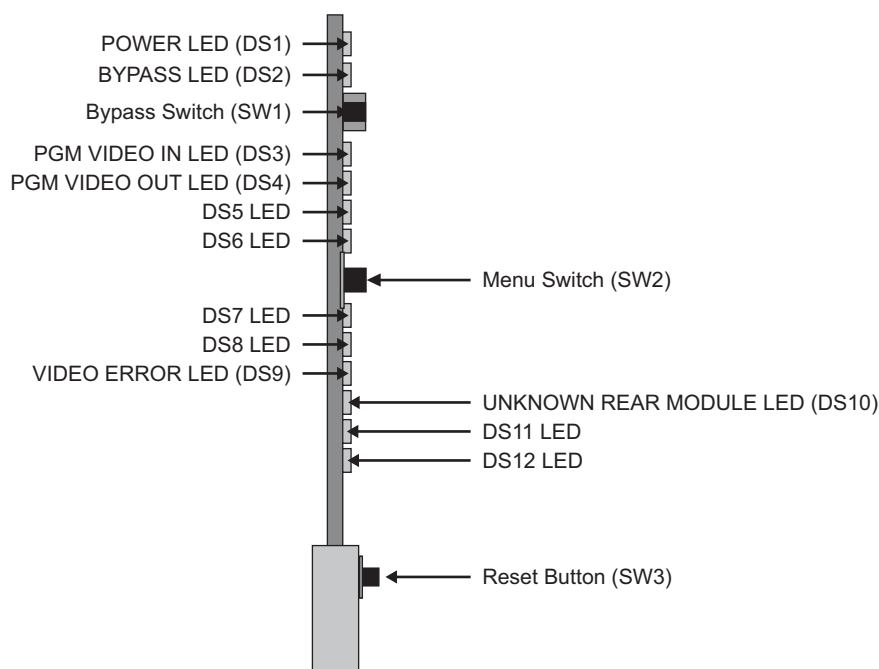 POWER LED (DS1)
BYPASS LED (DS2)
Bypass Switch (SW1)
PGM VIDEO IN LED (DS3)
PGM VIDEO OUT LED (DS4)
DS5 LED
DS6 LED
Menu Switch (SW2)
DS7 LED
DS8 LED
VIDEO ERROR LED (DS9)
UNKNOWN REAR MODULE LED (DS10)
DS11 LED
DS12 LED
Reset Button (SW3)